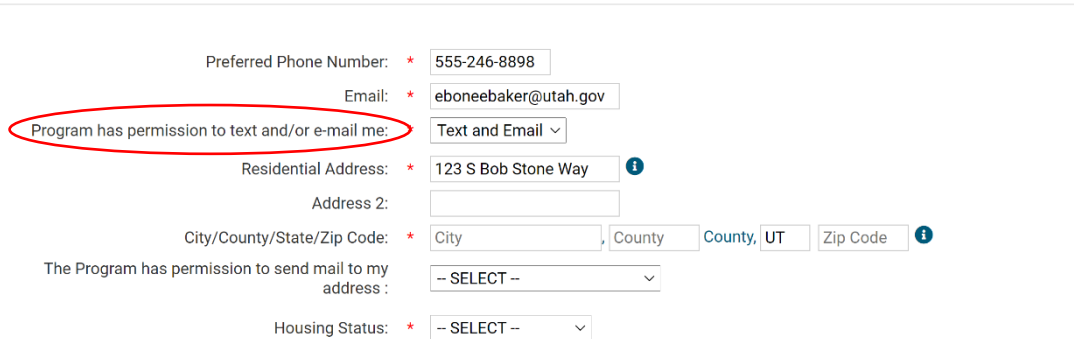 Preferred Phone Number: * 555-246-8898
Email: * eboneebaker@utah.gov
Program has permission to text and/or e-mail me: * Text and Email
Residential Address: * 123 S Bob Stone Way
Address 2:
City/County/State/Zip Code: * City , County County, UT Zip Code
The Program has permission to send mail to my
address : -- SELECT --
Housing Status: * -- SELECT --